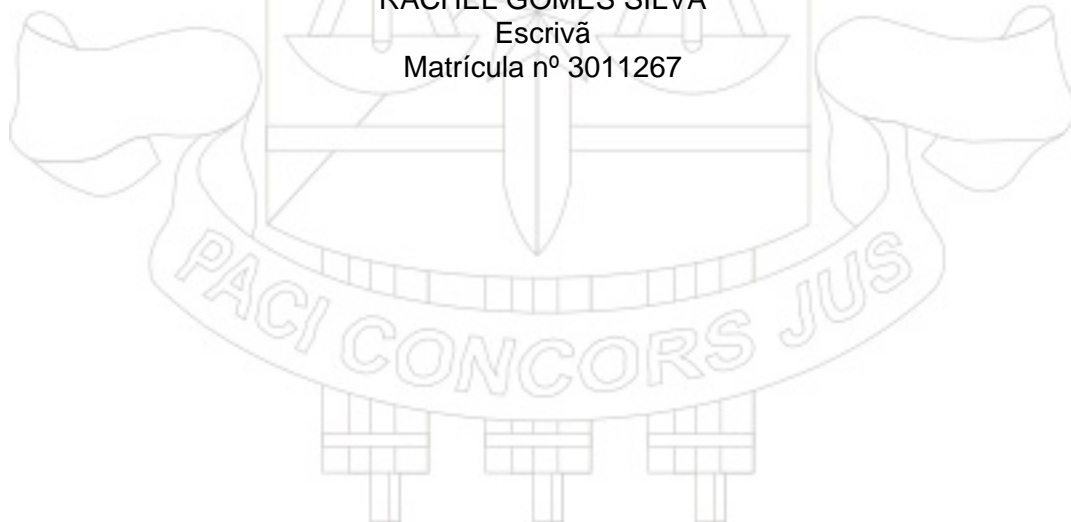 RACHEL GOMES SILVA
Escrivã
Matrícula nº 3011267
PACI CONCORS JUS